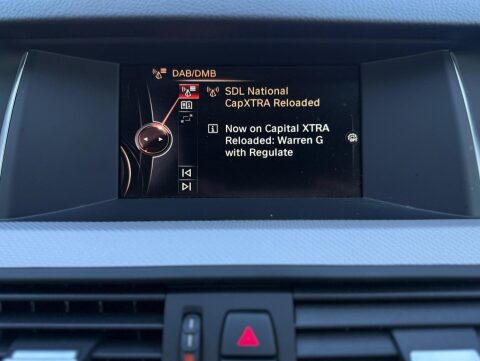 DAB/DMB
SDL National
CapXTRA Reloaded
Now on Capital XTRA
Reloaded: Warren G
with Regulate